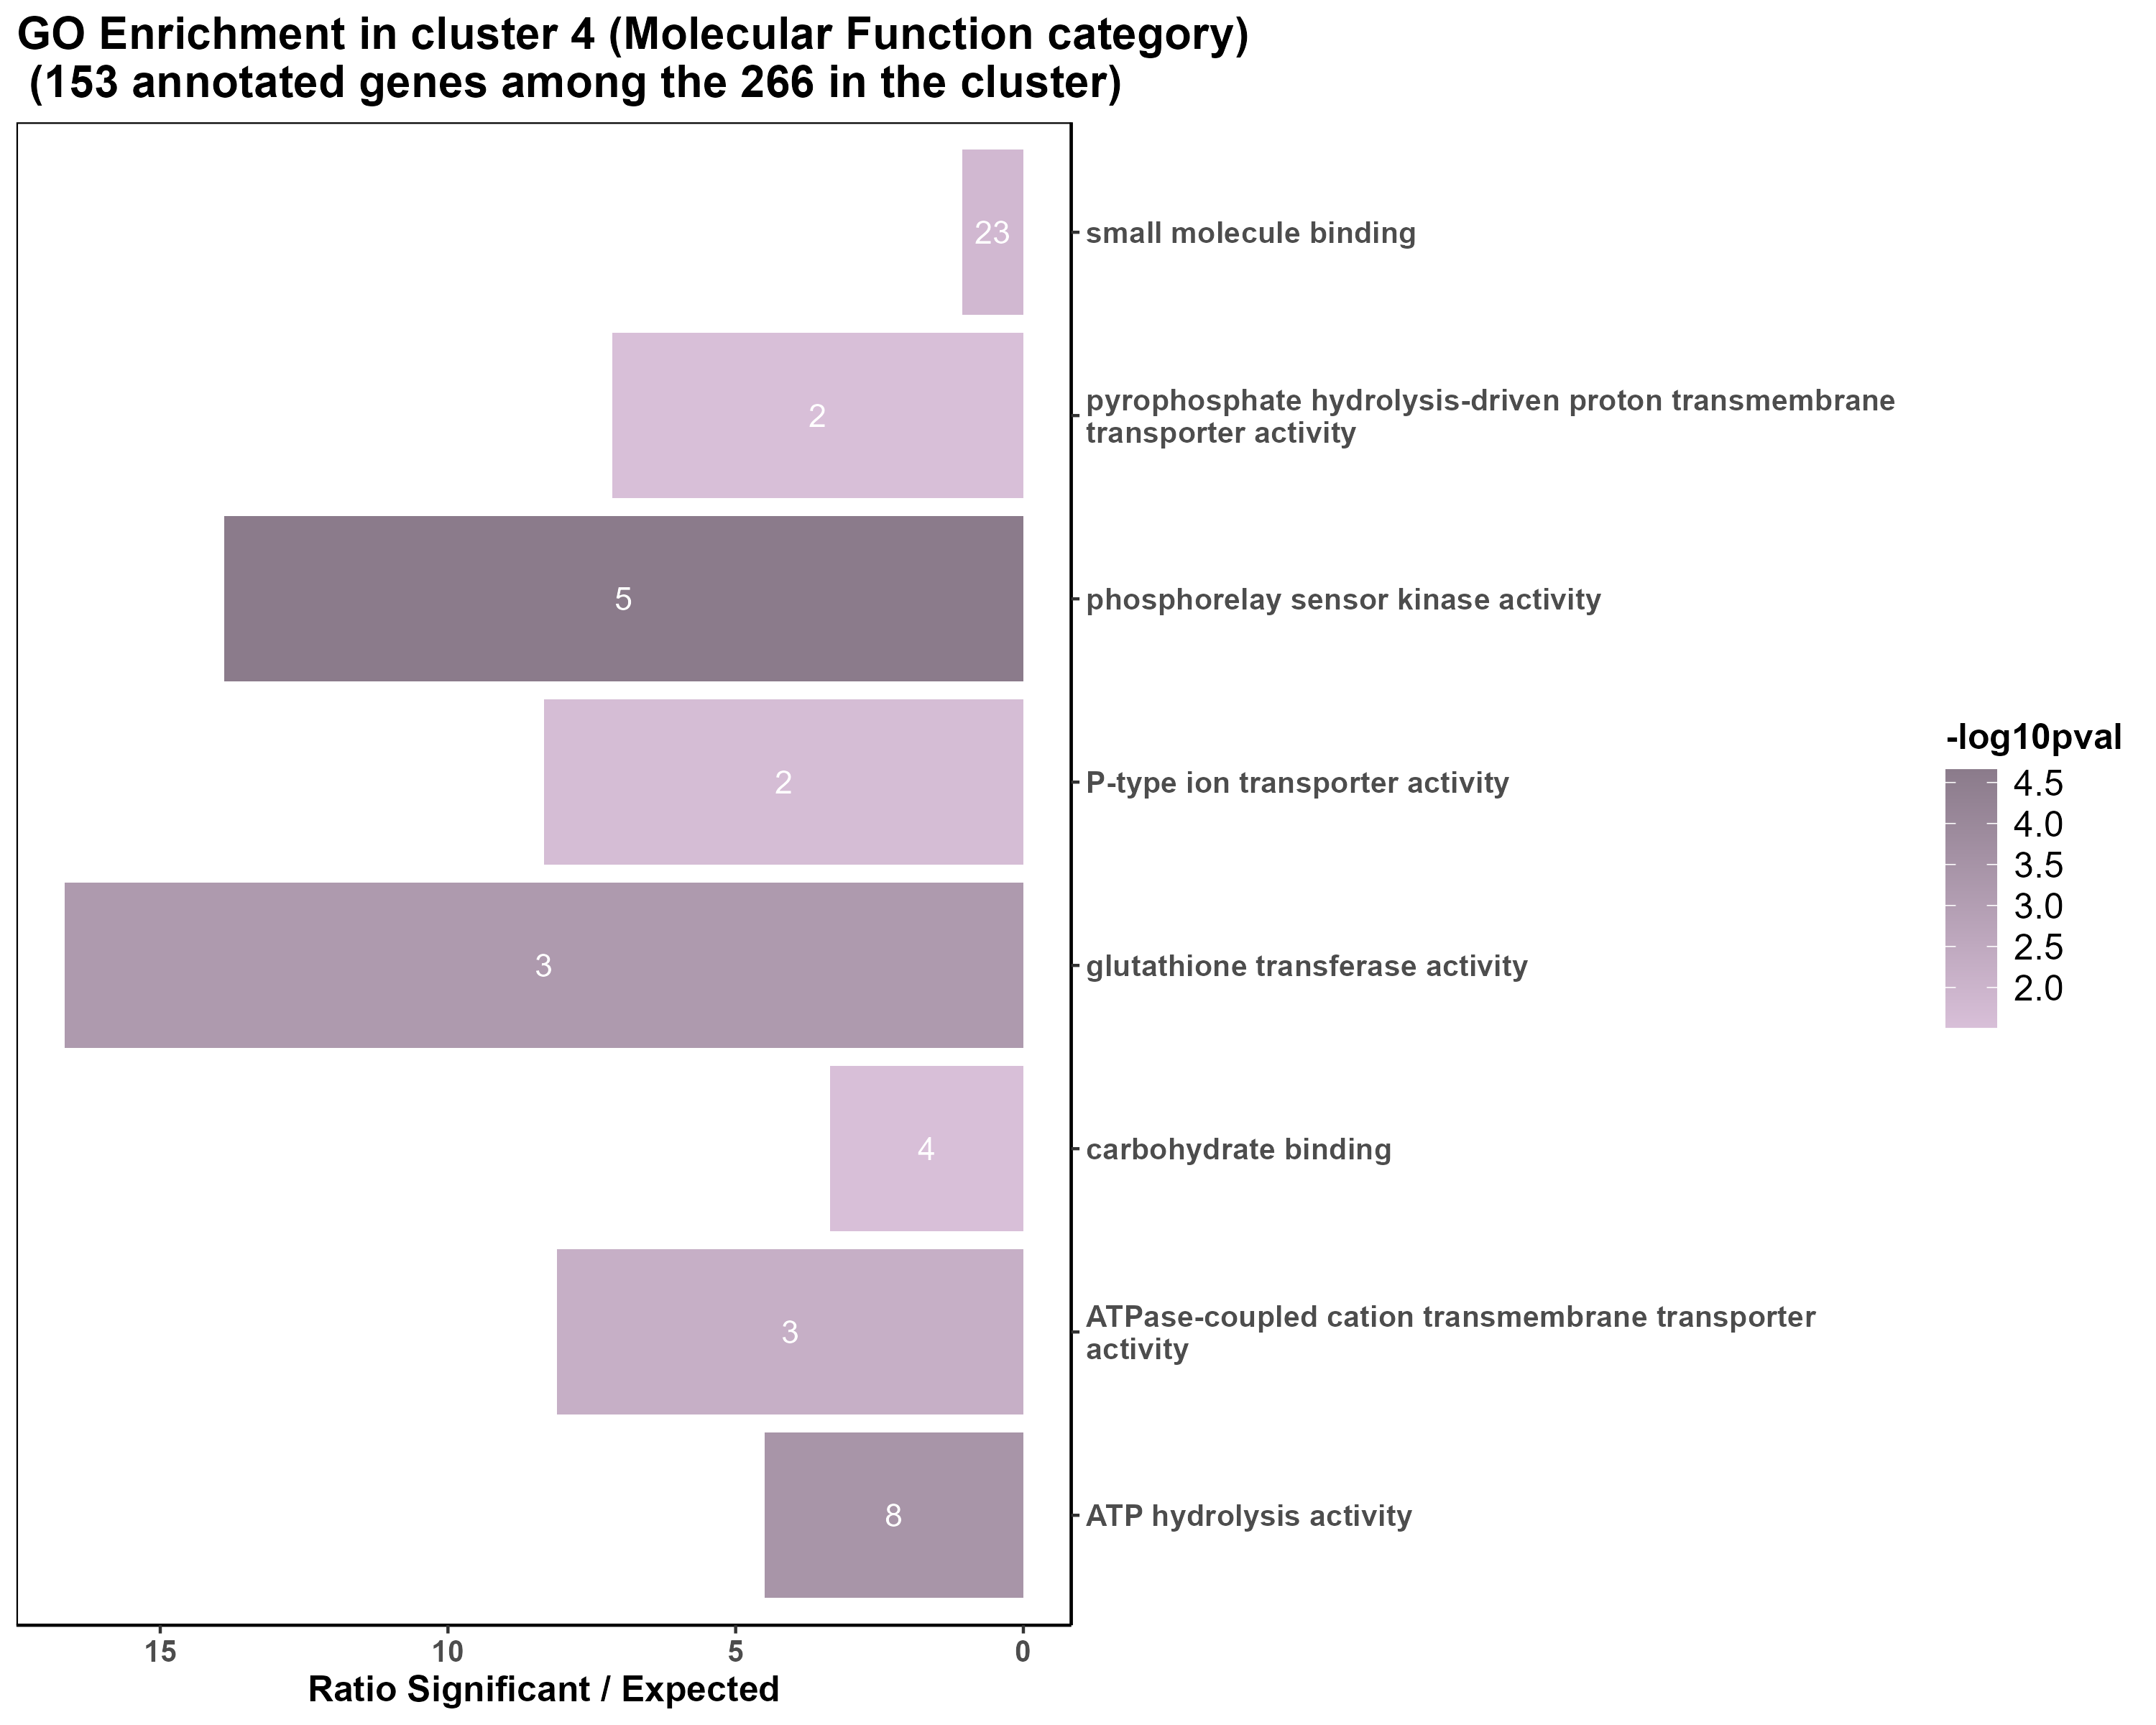 GO Enrichment in cluster 4 (Molecular Function category)
(153 annotated genes among the 266 in the cluster)
23
small molecule binding
2
pyrophosphate hydrolysis-driven proton transmembrane
transporter activity
5
phosphorelay sensor kinase activity
2
P-type ion transporter activity
3
glutathione transferase activity
4
carbohydrate binding
3
ATPase-coupled cation transmembrane transporter
activity
8
ATP hydrolysis activity
15 10 5 0
Ratio Significant / Expected
-log10pval
4.5
4.0
3.5
3.0
2.5
2.0